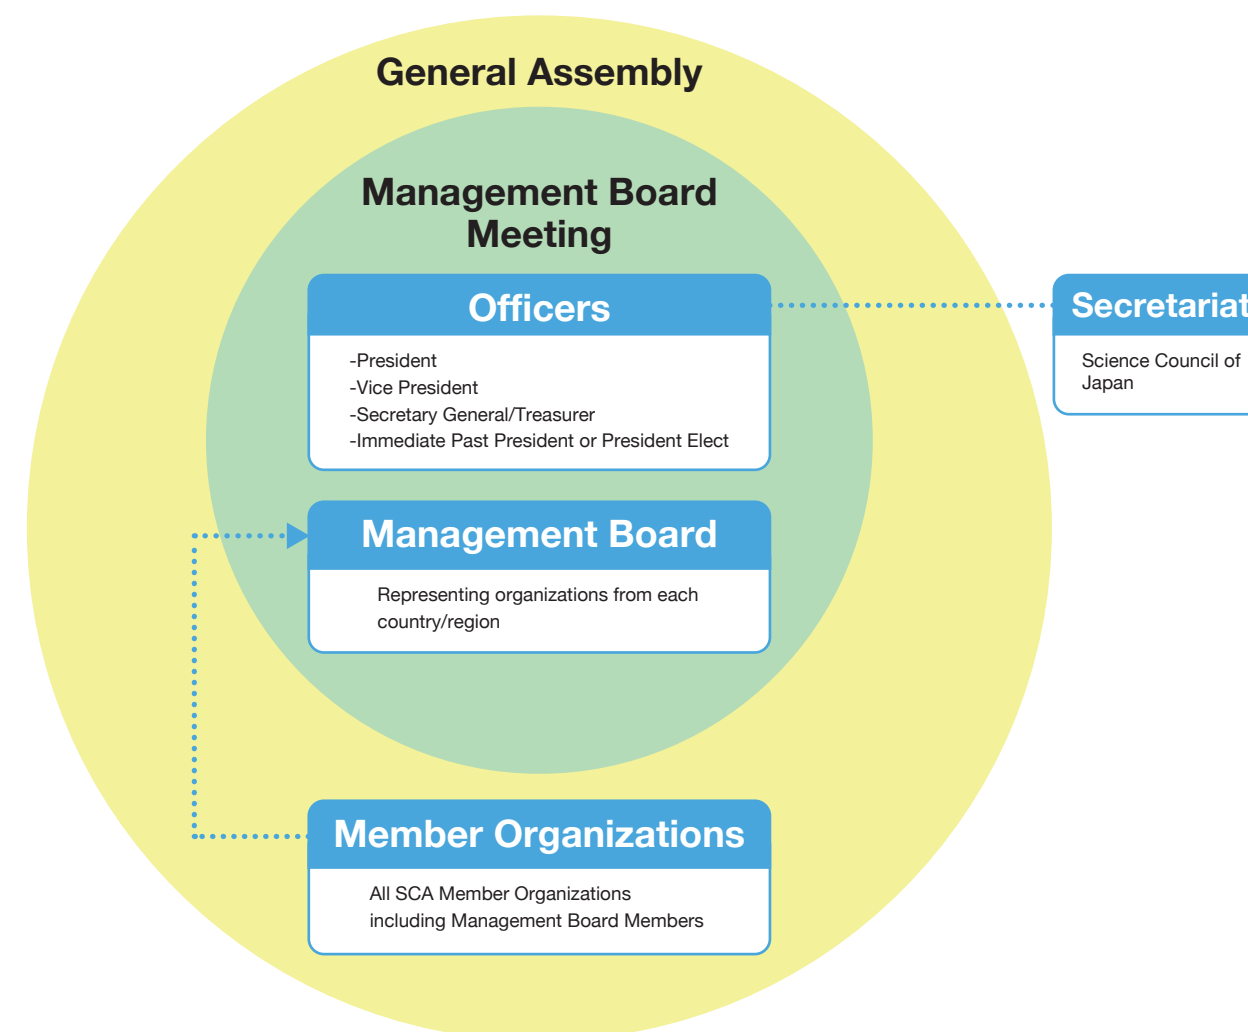 General Assembly
Management Board
Meeting
Officers
-President
-Vice President
-Secretary General/Treasurer
-Immediate Past President or President Elect
Secretariat
Science Council of
Japan
Management Board
Representing organizations from each
country/region
Member Organizations
All SCA Member Organizations
including Management Board Members